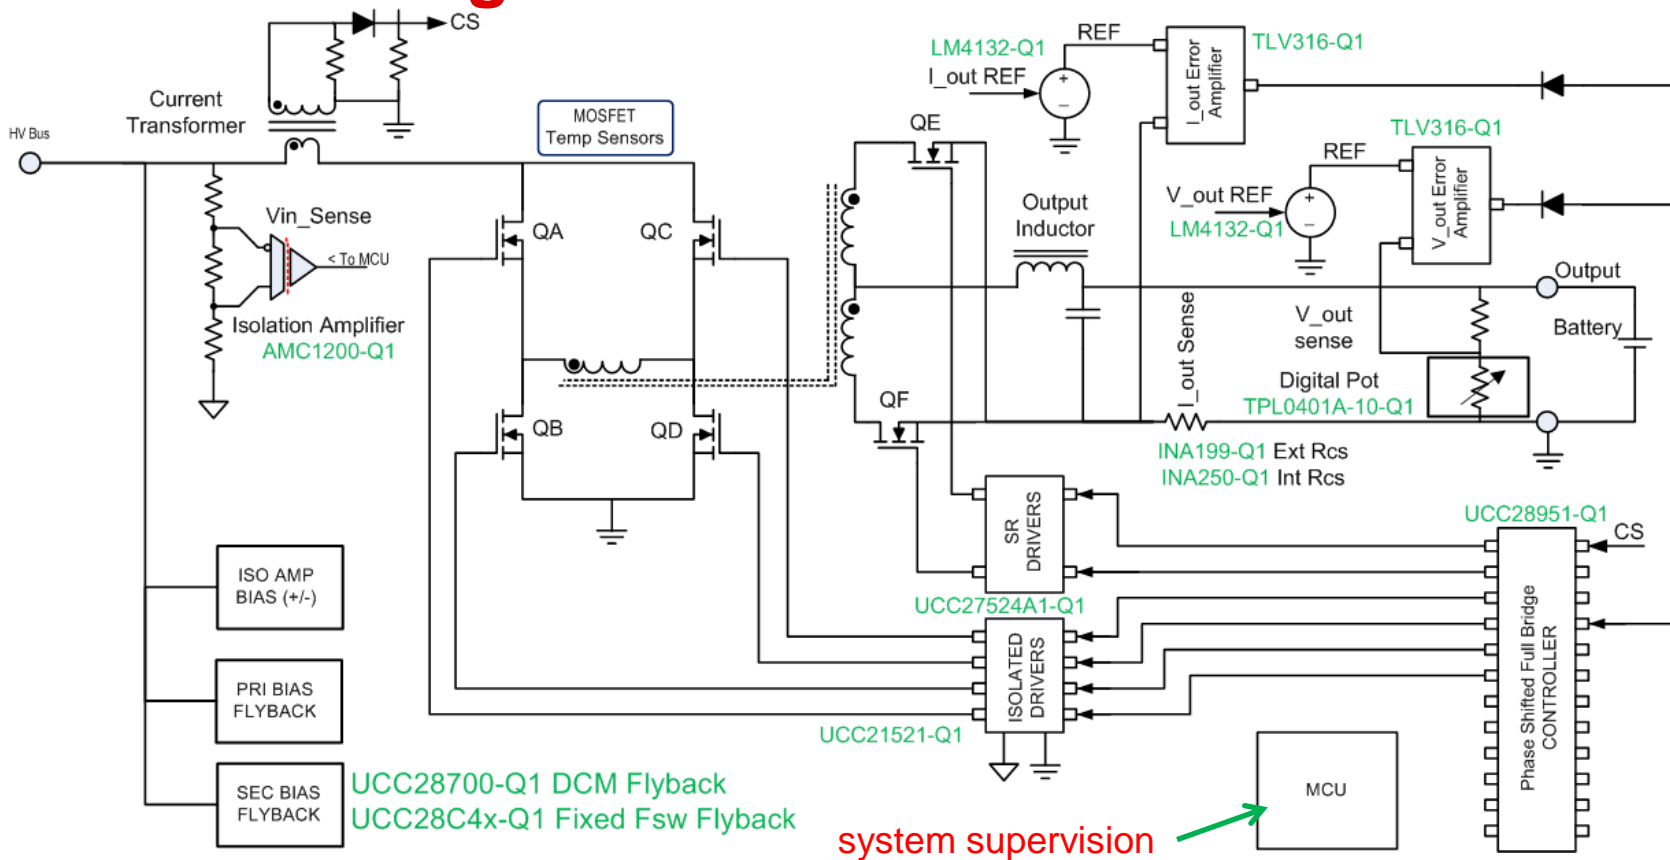 g
CS
Current
Transformer
HV Bus
MOSFET
Temp Sensors
LM4132-Q1
REF
I_out REF
+
−
I_out Error
Amplifier
TLV316-Q1
TLV316-Q1
REF
V_out REF
LM4132-Q1
+
−
V_out Error
Amplifier
Vin_Sense
< To MCU
Isolation Amplifier
AMC1200-Q1
QA
QC
QB
QD
QE
QF
Output
Inductor
I_out Sense
V_out
sense
Output
Battery
Digital Pot
TPL0401A-10-Q1
INA199-Q1 Ext Rcs
INA250-Q1 Int Rcs
SR
DRIVERS
UCC27524A1-Q1
ISOLATED
DRIVERS
UCC21521-Q1
UCC28951-Q1
CS
Phase Shifted Full Bridge
CONTROLLER
ISO AMP
BIAS (+/-)
PRI BIAS
FLYBACK
SEC BIAS
FLYBACK
UCC28700-Q1 DCM Flyback
UCC28C4x-Q1 Fixed Fsw Flyback
MCU
system supervision